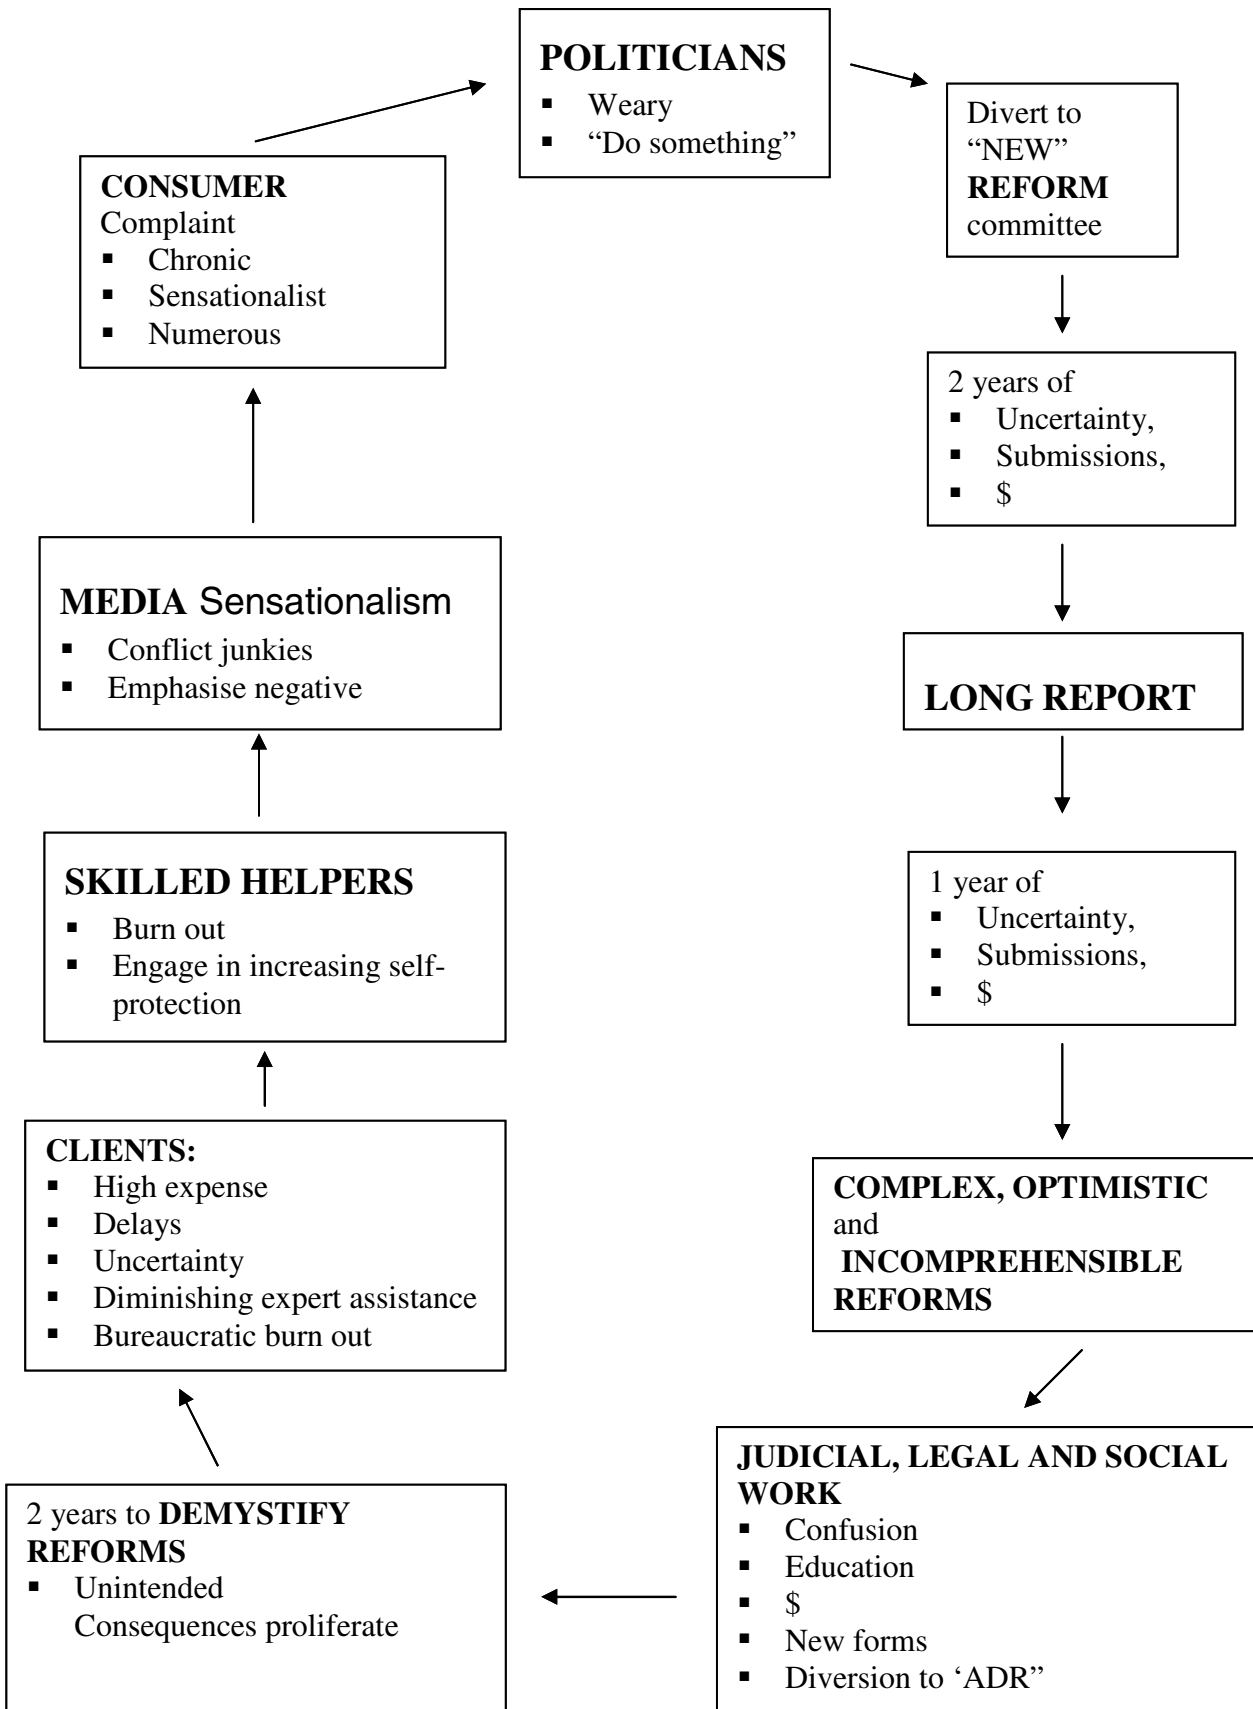 POLITICIANS
▪ Weary
▪ “Do something”
Divert to
“NEW”
REFORM
committee
2 years of
▪ Uncertainty,
▪ Submissions,
▪ $
LONG REPORT
1 year of
▪ Uncertainty,
▪ Submissions,
▪ $
COMPLEX, OPTIMISTIC
and
INCOMPREHENSIBLE
REFORMS
JUDICIAL, LEGAL AND SOCIAL
WORK
▪ Confusion
▪ Education
▪ $
▪ New forms
▪ Diversion to ‘ADR”
2 years to DEMYSTIFY
REFORMS
▪ Unintended
Consequences proliferate
CLIENTS:
▪ High expense
▪ Delays
▪ Uncertainty
▪ Diminishing expert assistance
▪ Bureaucratic burn out
SKILLED HELPERS
▪ Burn out
▪ Engage in increasing self-
protection
MEDIA Sensationalism
▪ Conflict junkies
▪ Emphasise negative
CONSUMER
Complaint
▪ Chronic
▪ Sensationalist
▪ Numerous